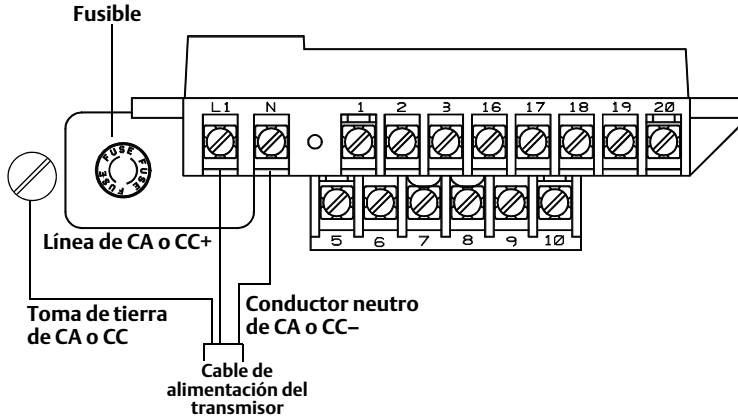 Fusible
L1 N 1 2 3 16 17 18 19 20
FUSE FUSE FUSE
5 6 7 8 9 10
Línea de CA o CC+
Toma de tierra
de CA o CC
Conductor neutro
de CA o CC–
Cable de
alimentación del
transmisor